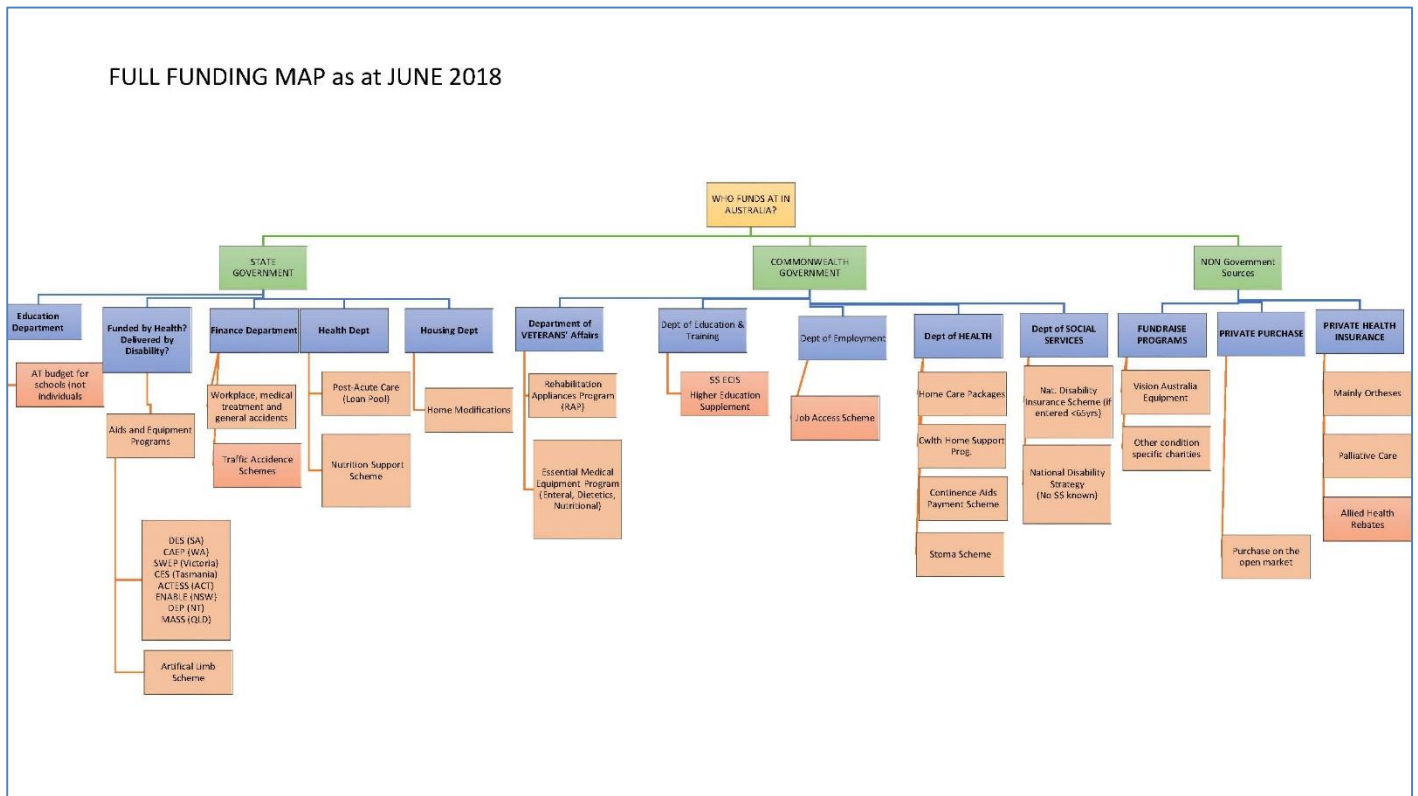 FULL FUNDING MAP as at JUNE 2018
WHO FUNDS AT IN
AUSTRALIA?
STATE
GOVERNMENT
COMMONWEALTH
GOVERNMENT
NON Government
Sources
Education
Department
Funded by Health?
Delivered by
Disability?
Finance Department
Health Dept
Housing Dept
Department of
VETERANS' Affairs
Dept of Education &
Training
Dept of Employment
Dept of HEALTH
Dept of SOCIAL
SERVICES
FUNDRAISE
PROGRAMS
PRIVATE PURCHASE
PRIVATE HEALTH
INSURANCE
AT budget for
schools (not
individuals
Aids and Equipment
Programs
DES (SA)
CAEP (WA)
SWEP (Victoria)
CES (Tasmania)
ACTESS (ACT)
ENABLE (NSW)
DEP (NT)
MASS (QLD)
Artifical Limb
Scheme
Workplace, medical
treatment and
general accidents
Traffic Accidence
Schemes
Post-Acute Care
(Loan Pool)
Nutrition Support
Scheme
Home Modifications
Rehabilitation
Appliances Program
(RAP)
Essential Medical
Equipment Program
(Enteral, Dietetics,
Nutritional)
SS ECIS
Higher Education
Supplement
Job Access Scheme
Home Care Packages
Cwlth Home Support
Prog.
Continence Aids
Payment Scheme
Stoma Scheme
Nat. Disability
Insurance Scheme (if
entered <65yrs)
National Disability
Strategy
(No SS known)
Vision Australia
Equipment
Other condition
specific charities
Purchase on the
open market
Mainly Ortheses
Palliative Care
Allied Health
Rebates